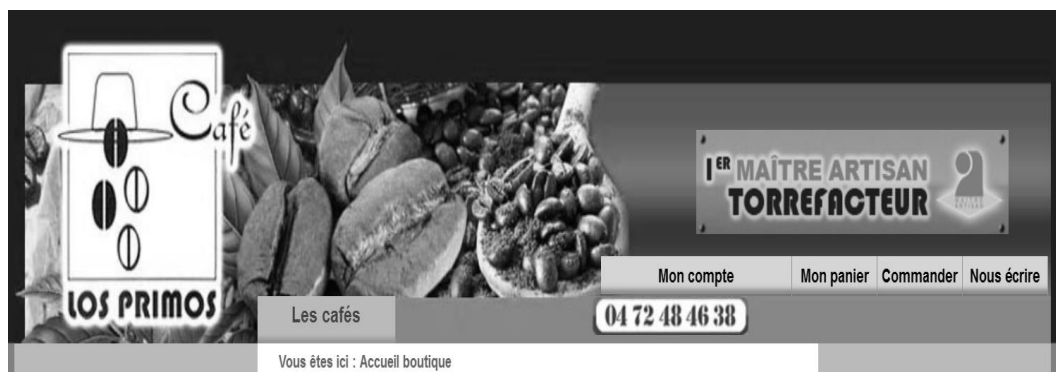 Café
LOS PRIMOS
1ER MAÎTRE ARTISAN
TORREFACTEUR
Mon compte
Mon panier
Commander
Nous écrire
Les cafés
04 72 48 46 38
Vous êtes ici : Accueil boutique